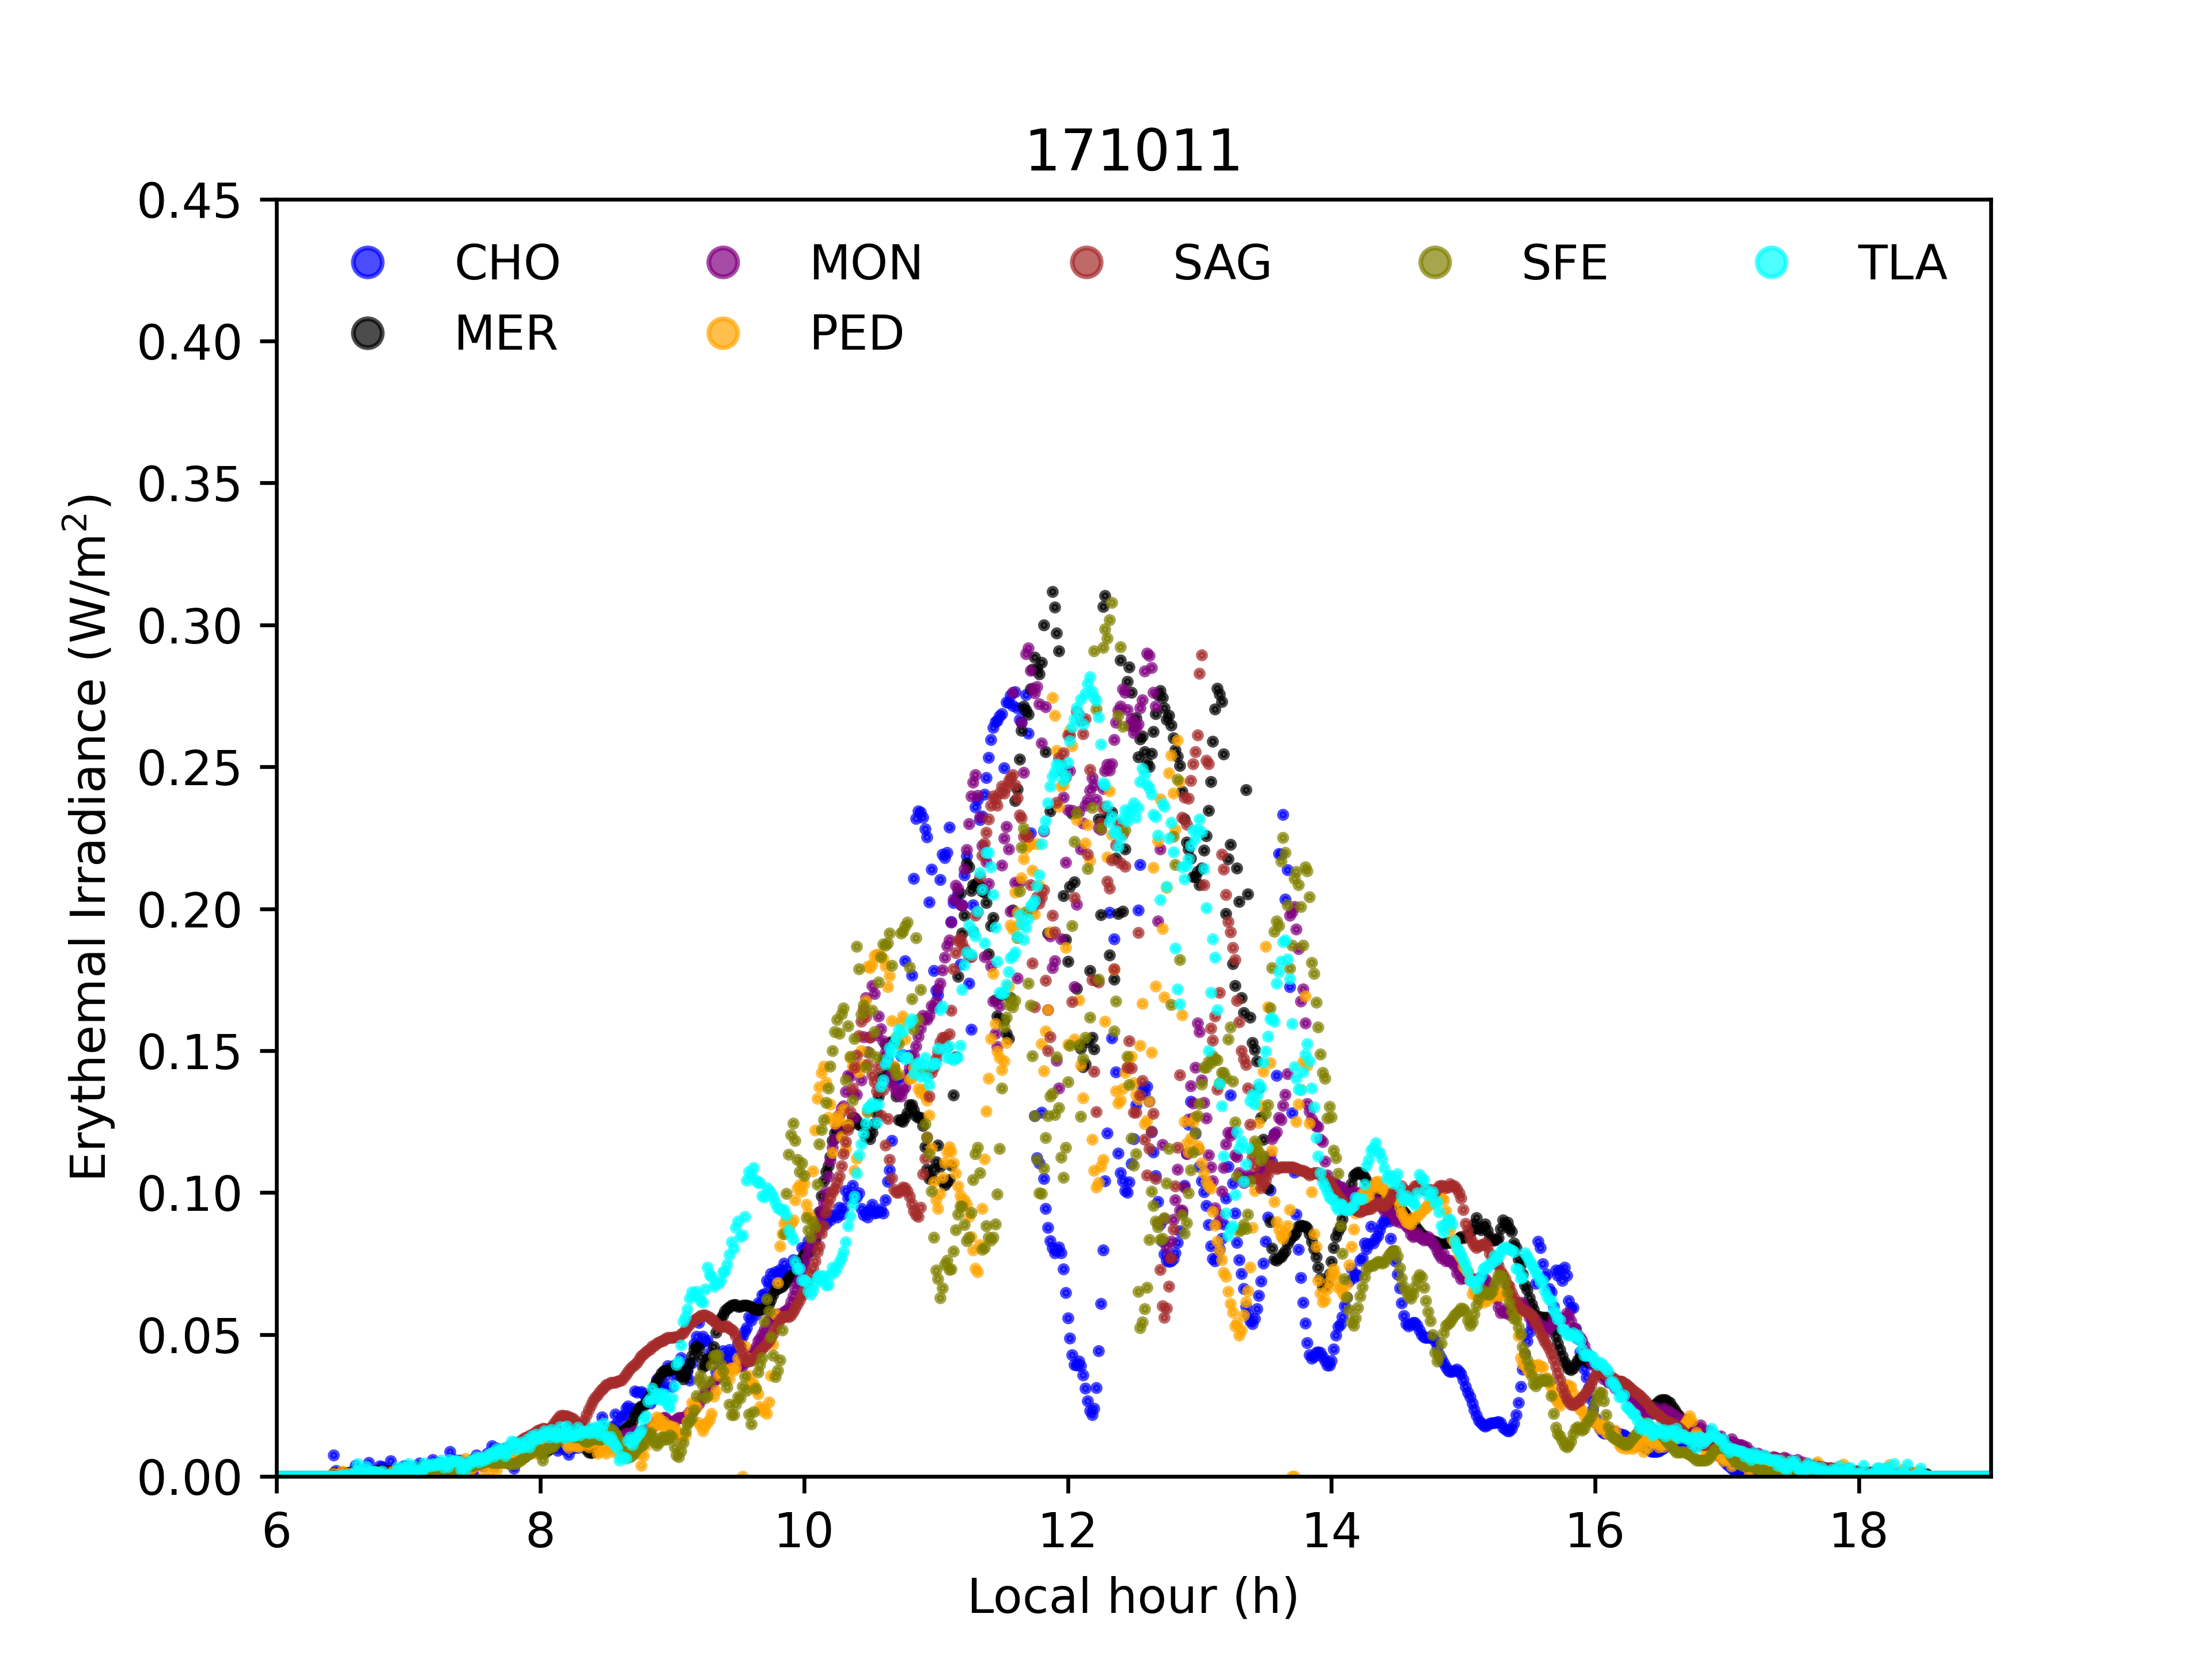 171011
0.45
CHO MON SAG SFE TLA
MER PED
0.40
0.35
0.30
0.25
0.20
0.15
0.10
0.05
0.00
Erythemal Irradiance (W/m²)
6 8 10 12 14 16 18
Local hour (h)